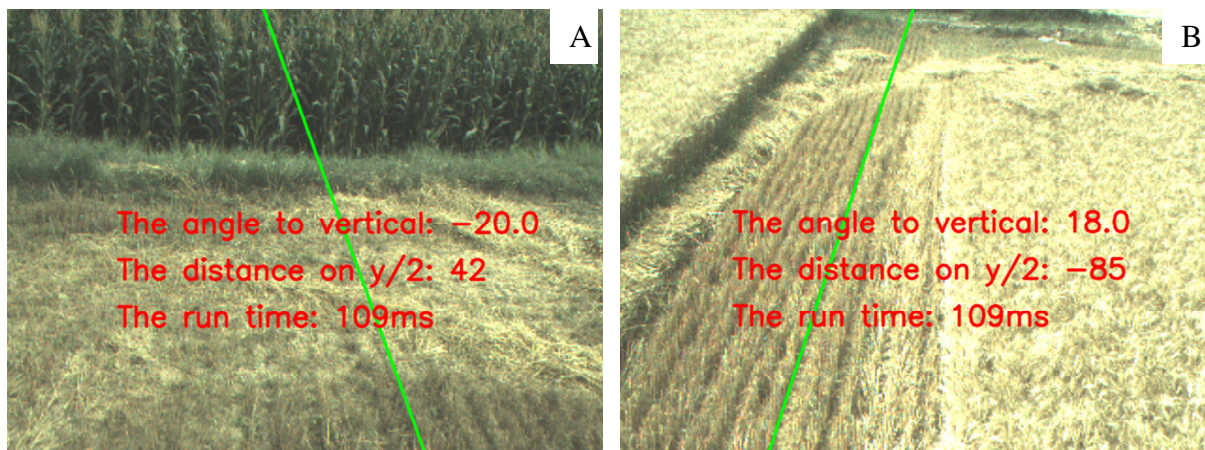 A
The angle to vertical: −20.0
The distance on y/2: 42
The run time: 109ms
B
The angle to vertical: 18.0
The distance on y/2: −85
The run time: 109ms